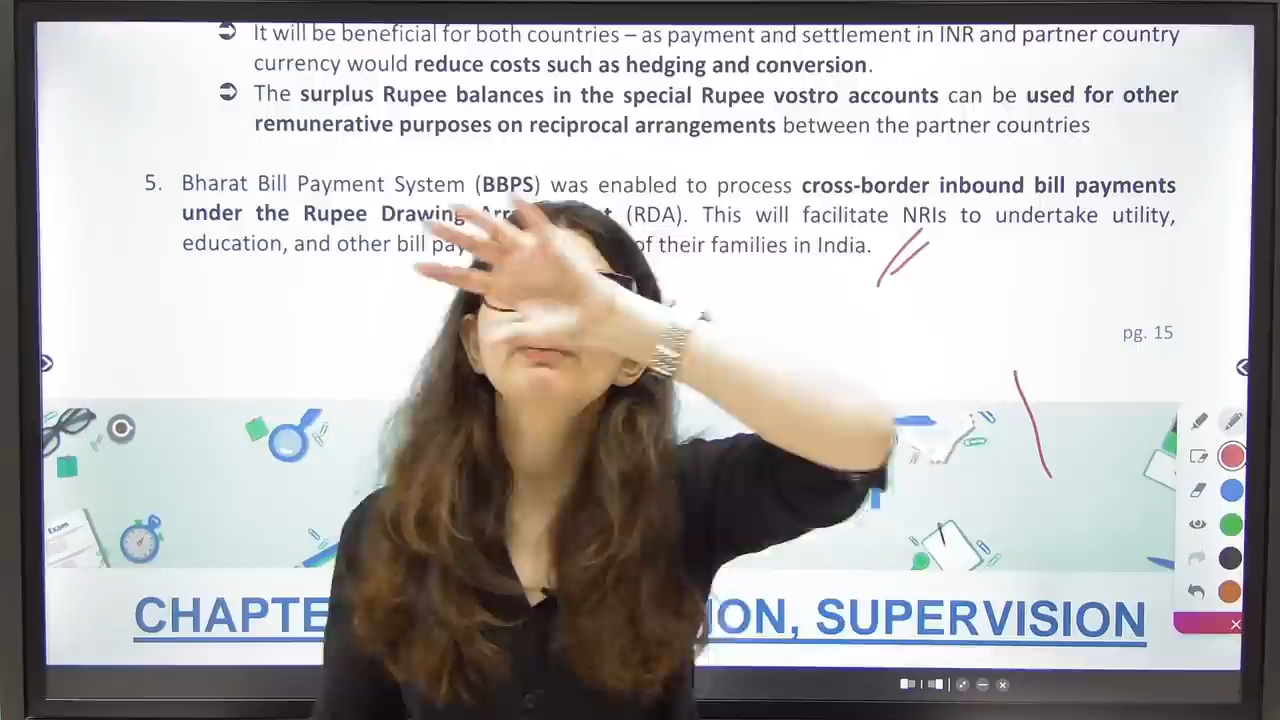 It will be beneficial for both countries – as payment and settlement in INR and partner country
currency would reduce costs such as hedging and conversion.
The surplus Rupee balances in the special Rupee vostro accounts can be used for other
remunerative purposes on reciprocal arrangements between the partner countries
5. Bharat Bill Payment System (BBPS) was enabled to process cross-border inbound bill payments
under the Rupee Drawing (RDA). This will facilitate NRIs to undertake utility,
education, and other bill of their families in India.
pg. 15
Exam
SUPERVISION